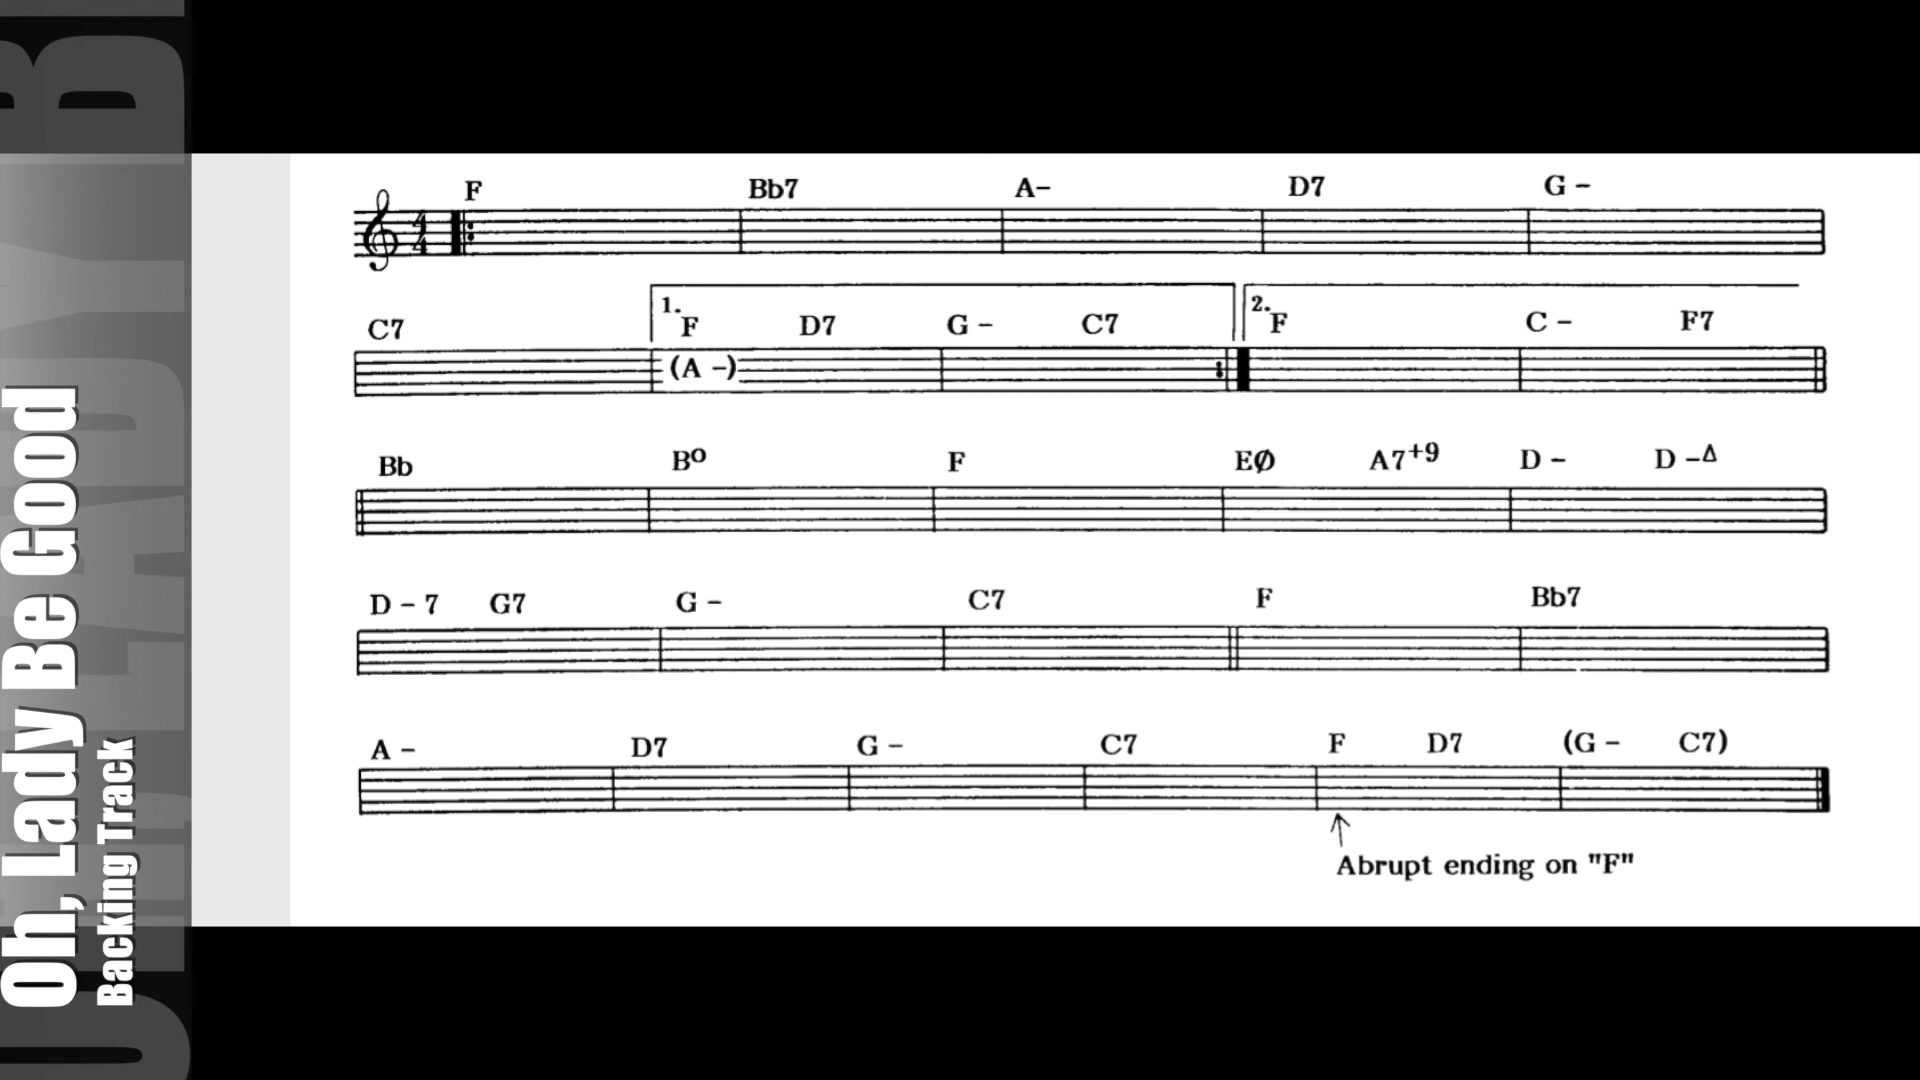 Oh, Lady Be Good
Backing Track
F Bb7 A- D7 G -
1. 2.
C7 F D7 G - C7 F C - F7
(A -)
Bb Bo F EØ A7+9 D - D -Δ
D - 7 G7 G - C7 F Bb7
A - D7 G - C7 F D7 (G - C7)
Abrupt ending on "F"